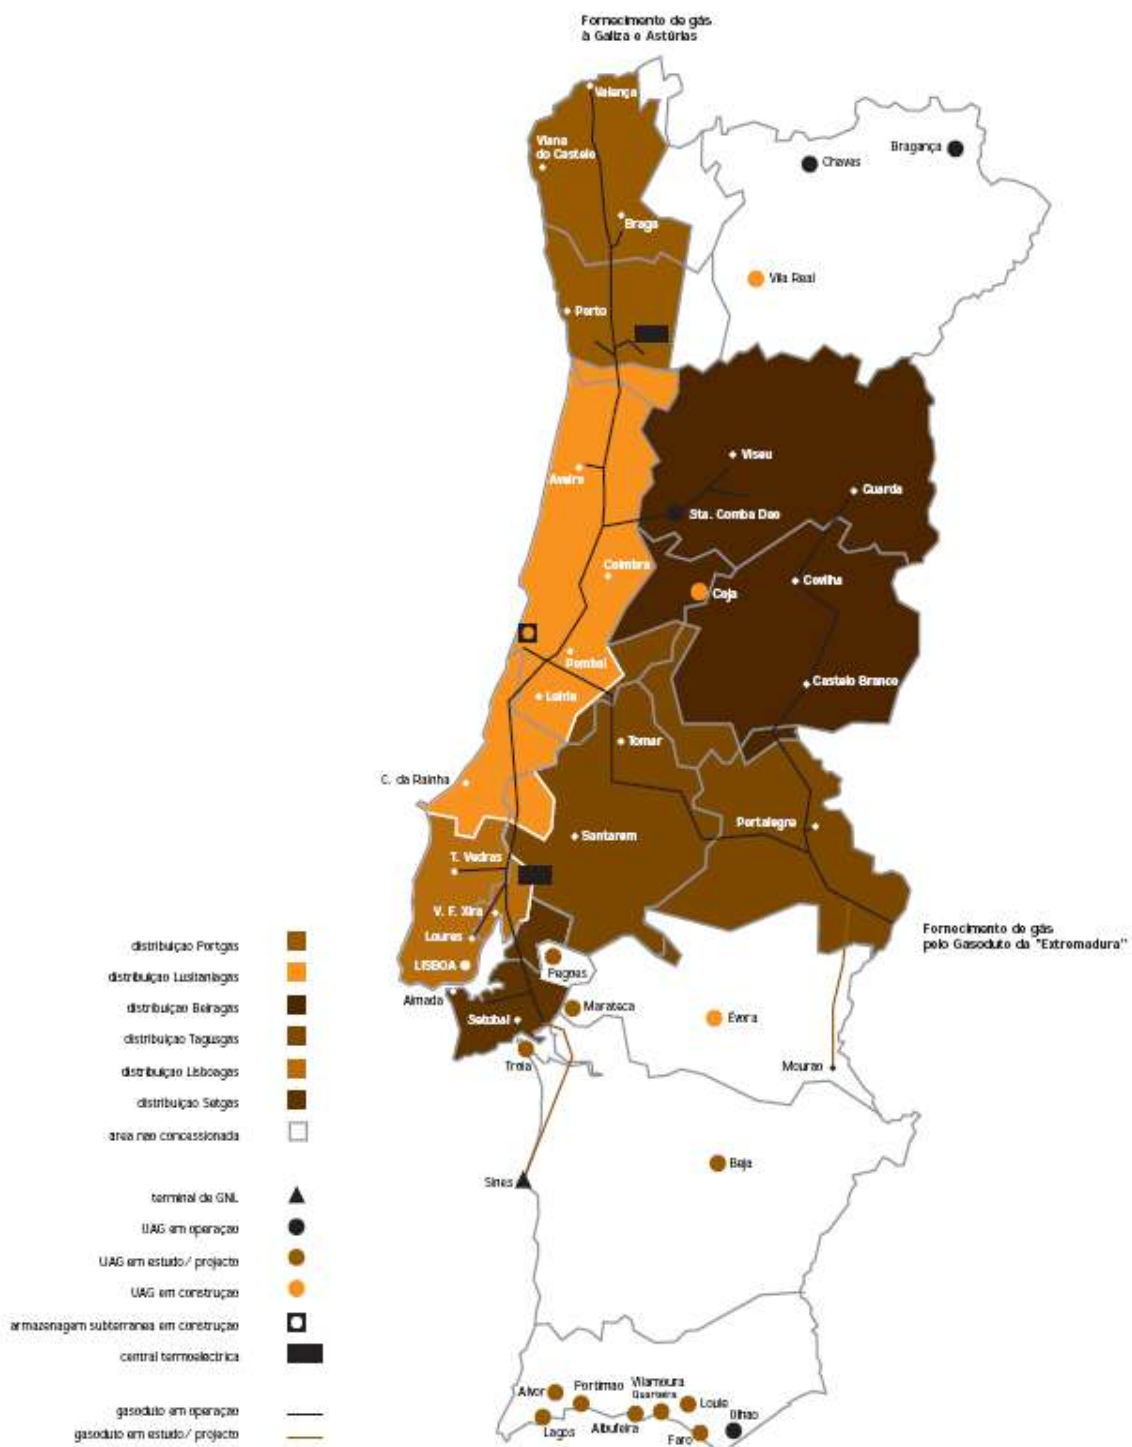 Fornecimento de gás
à Galiza e Astúrias
Valença
Viana
do Castelo
Bragança
Chaves
Braga
Vila Real
Porto
Viseu
Aveiro
Guarda
Sta. Comba Dao
Coimbra
Covilha
Coja
Pombal
Castelo Branco
Leiria
Tomar
C. da Rainha
Portalegre
Santarem
T. Vedras
V. F. Xira
Loures
Fornecimento de gás
pelo Gasoduto da "Extremadura"
LISBOA
Pegoes
Almada
Marateca
Setubal
Évora
Troia
Mourao
Beja
Sines
distribuiçao Portgas
distribuiçao Lusitaniagas
distribuiçao Beiragas
distribuiçao Tagusgas
distribuiçao Lisboagas
distribuiçao Setgas
area nao concessionada
terminal de GNL
UAG em operaçao
UAG em estudo/ projecto
UAG em construçao
armazenagem subterranea em construçao
central termoelectrica
gasoduto em operaçao
gasoduto em estudo/ projecto
Alvor
Portimao
Vilamoura
Quarteira
Loule
Olhao
Lagos
Albufeira
Faro